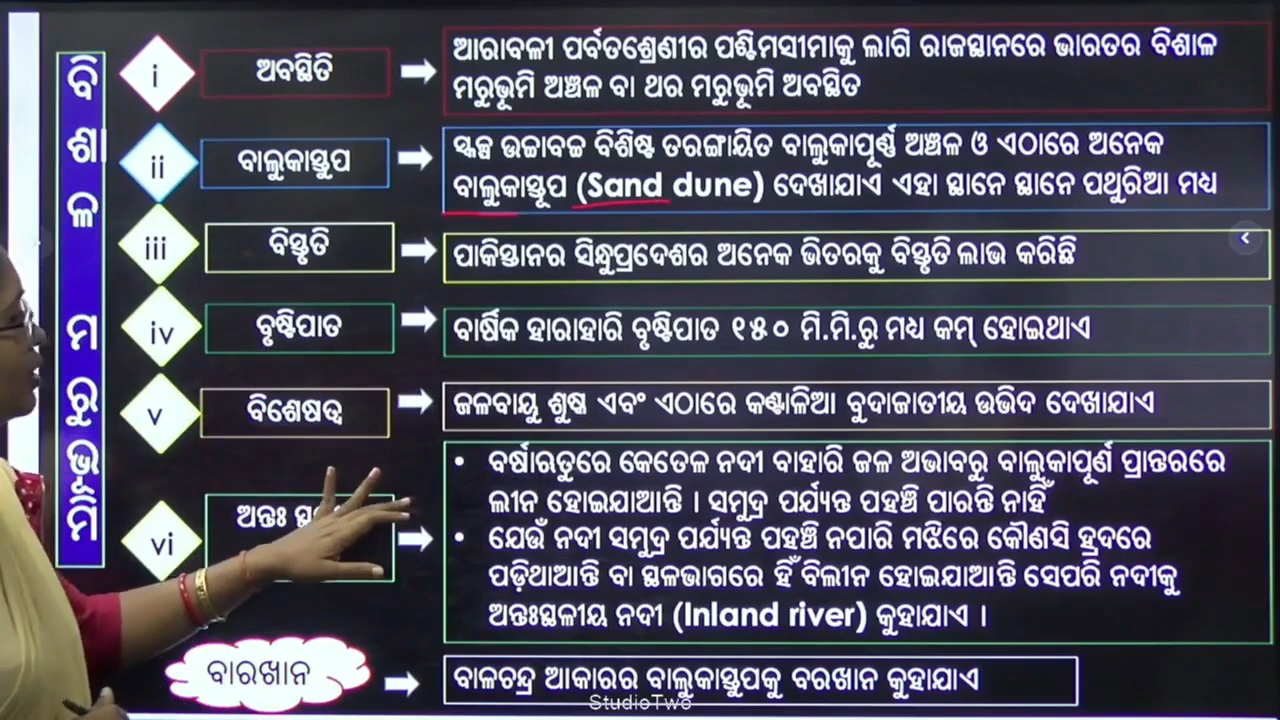 ବିଶାଳ ମରୁଭୂମି
i
ଅବସ୍ଥିତି
ଆରାବଳୀ ପର୍ବତଶ୍ରେଣୀର ପଶ୍ଚିମସୀମାକୁ ଲାଗି ରାଜସ୍ଥାନରେ ଭାରତର ବିଶାଳ
ମରୁଭୂମି ଅଞ୍ଚଳ ବା ଥର ମରୁଭୂମି ଅବସ୍ଥିତ
ii
ବାଲୁକାସ୍ତୁପ
ସ୍କଳ୍ପ ଉଚ୍ଚାବଚ୍ଚ ବିଶିଷ୍ଟ ତରଙ୍ଗାୟିତ ବାଲୁକାପୂର୍ଣ୍ଣ ଅଞ୍ଚଳ ଓ ଏଠାରେ ଅନେକ
ବାଲୁକାସ୍ତୂପ (Sand dune) ଦେଖାଯାଏ ଏହା ସ୍ଥାନେ ସ୍ଥାନେ ପଥୁରିଆ ମଧ୍ୟ
iii
ବିସ୍ତୃତି
ପାକିସ୍ତାନର ସିନ୍ଧୁପ୍ରଦେଶର ଅନେକ ଭିତରକୁ ବିସ୍ତୃତି ଲାଭ କରିଛି
iv
ବୃଷ୍ଟିପାତ
ବାର୍ଷିକ ହାରାହାରି ବୃଷ୍ଟିପାତ ୧୫୦ ମି.ମି.ରୁ ମଧ୍ୟ କମ୍ ହୋଇଥାଏ
v
ବିଶେଷତ୍ୱ
ଜଳବାୟୁ ଶୁଷ୍କ ଏବଂ ଏଠାରେ କଣ୍ଟାଳିଆ ବୁଦାଜାତୀୟ ଉଭିଦ ଦେଖାଯାଏ
vi
ଅନ୍ତଃ
• ବର୍ଷାଋତୁରେ କେତେଳ ନଦୀ ବାହାରି ଜଳ ଅଭାବରୁ ବାଲୁକାପୂର୍ଣ ପ୍ରାନ୍ତରରେ
ଲୀନ ହୋଇଯାଆନ୍ତି । ସମୁଦ୍ର ପର୍ଯ୍ୟନ୍ତ ପହଞ୍ଚି ପାରନ୍ତି ନାହିଁ
• ଯେଉଁ ନଦୀ ସମୁଦ୍ର ପର୍ଯ୍ୟନ୍ତ ପହଞ୍ଚି ନପାରି ମଝିରେ କୌଣସି ହ୍ରଦରେ
ପଡ଼ିଥାଆନ୍ତି ବା ସ୍ଥଳଭାଗରେ ହିଁ ବିଲୀନ ହୋଇଯାଆନ୍ତି ସେପରି ନଦୀକୁ
ଅନ୍ତଃସ୍ଥଳୀୟ ନଦୀ (Inland river) କୁହାଯାଏ ।
ବାରଖାନ
ବାଳଚନ୍ଦ୍ର ଆକାରର ବାଲୁକାସ୍ତୁପକୁ ବରଖାନ କୁହାଯାଏ
StudioTwo